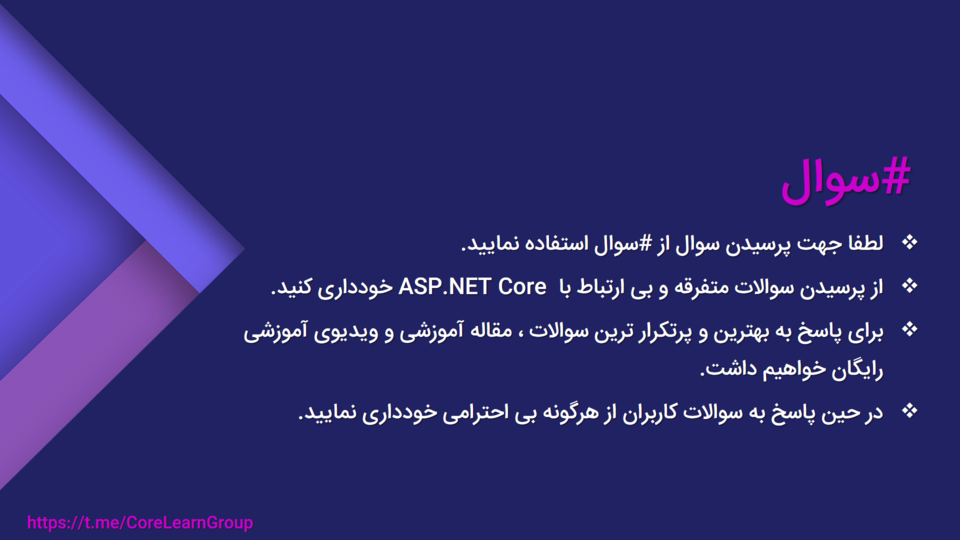 #سوال
❖ لطفا جهت پرسیدن سوال از #سوال استفاده نمایید.
❖ از پرسیدن سوالات متفرقه و بی ارتباط با ASP.NET Core خودداری کنید.
❖ برای پاسخ به بهترین و پرتکرار ترین سوالات ، مقاله آموزشی و ویدیوی آموزشی
رایگان خواهیم داشت.
❖ در حین پاسخ به سوالات کاربران از هرگونه بی احترامی خودداری نمایید.
https://t.me/CoreLearnGroup